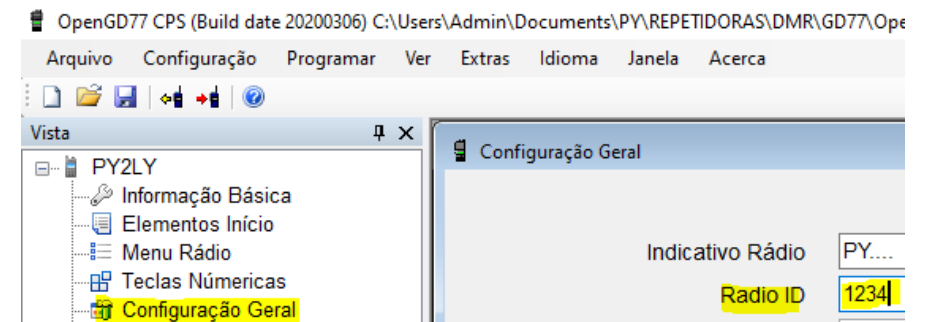 OpenGD77 CPS (Build date 20200306) C:\Users\Admin\Documents\PY\REPETIDORAS\DMR\GD77\Ope
Arquivo Configuração Programar Ver Extras Idioma Janela Acerca
Vista
Configuração Geral
PY2LY
Informação Básica
Elementos Início
Menu Rádio
Indicativo Rádio PY....
Teclas Númericas
Radio ID 1234
Configuração Geral